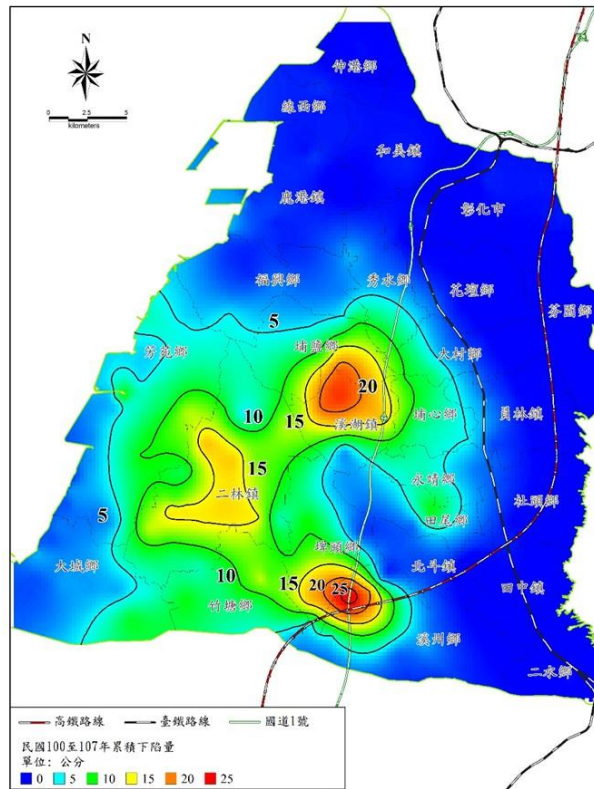 N
0 2.5 5
kilometers
伸港鄉
線西鄉
和美鎮
鹿港鎮
彰化市
福興鄉
秀水鄉
花壇鄉
芬園鄉
5
芳苑鄉
埔鹽鄉
大村鄉
20
10
15
溪湖鎮
埔心鄉
員林鎮
15
二林鎮
永靖鄉
5
田尾鄉
社頭鄉
埤頭鄉
大城鄉
北斗鎮
10
15
20
25
田中鎮
竹塘鄉
溪州鄉
二水鄉
高鐵路線 臺鐵路線 國道1號
民國100至107年累積下陷量
單位: 公分
0 5 10 15 20 25